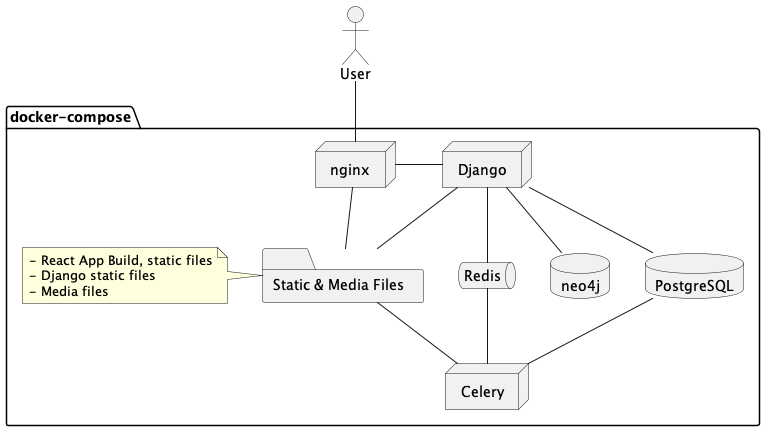 User
docker-compose
nginx
Django
- React App Build, static files
- Django static files
- Media files
Static & Media Files
Redis
neo4j
PostgreSQL
Celery